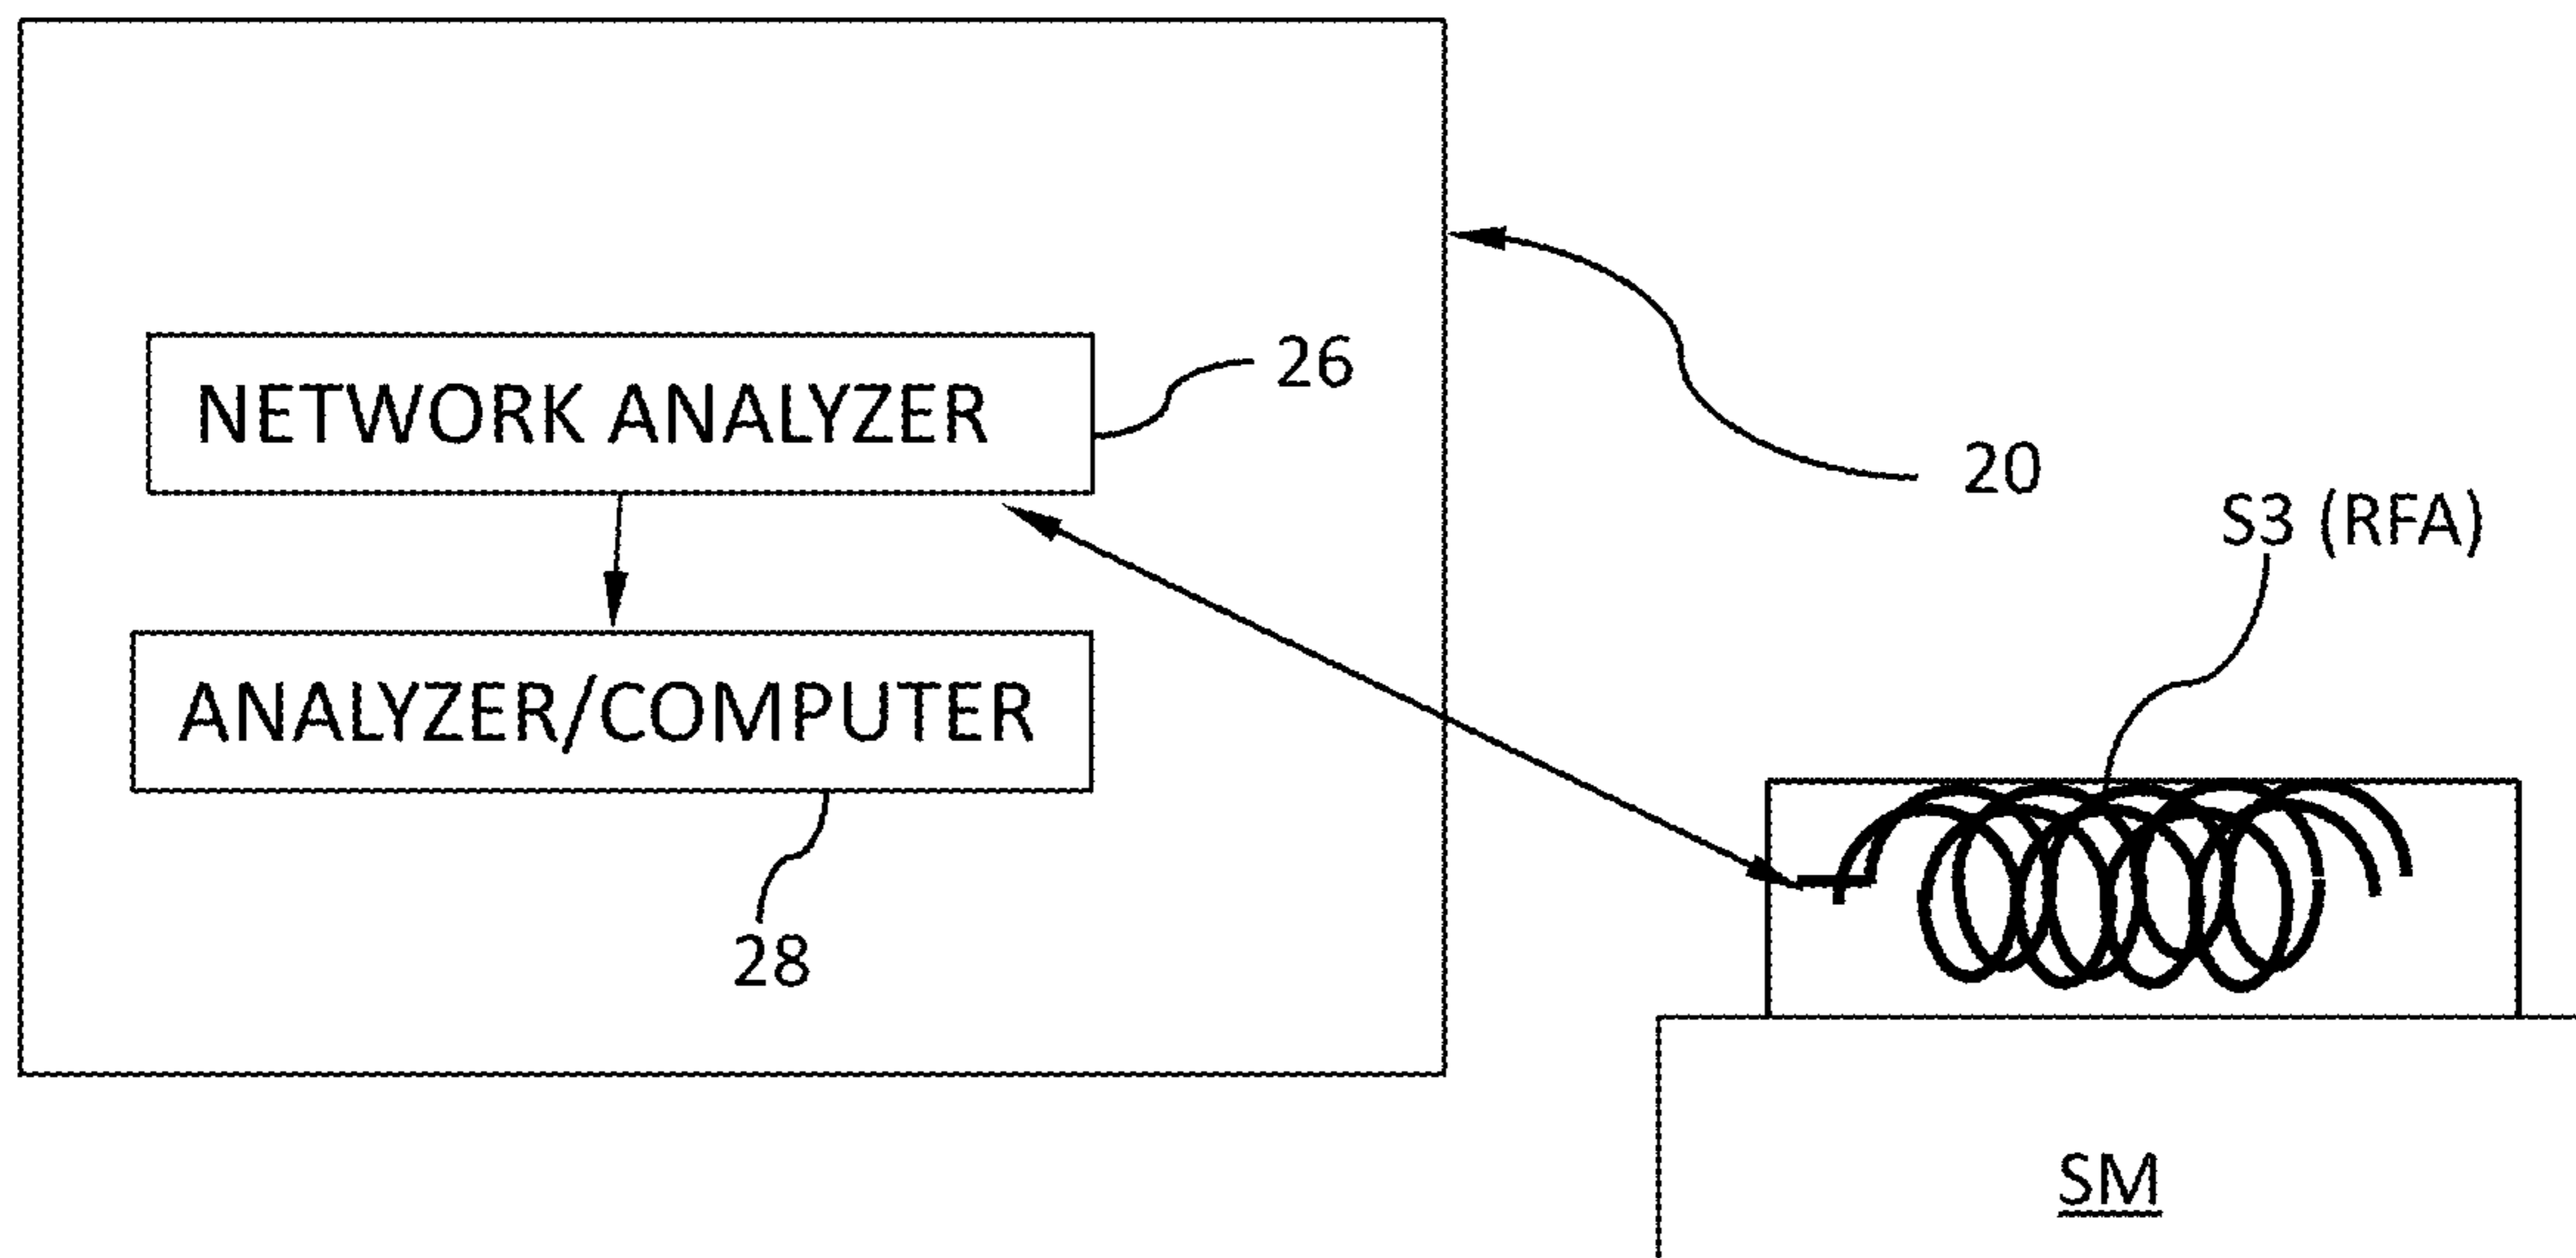 NETWORK ANALYZER
26
20
S3 (RFA)
ANALYZER/COMPUTER
28
SM